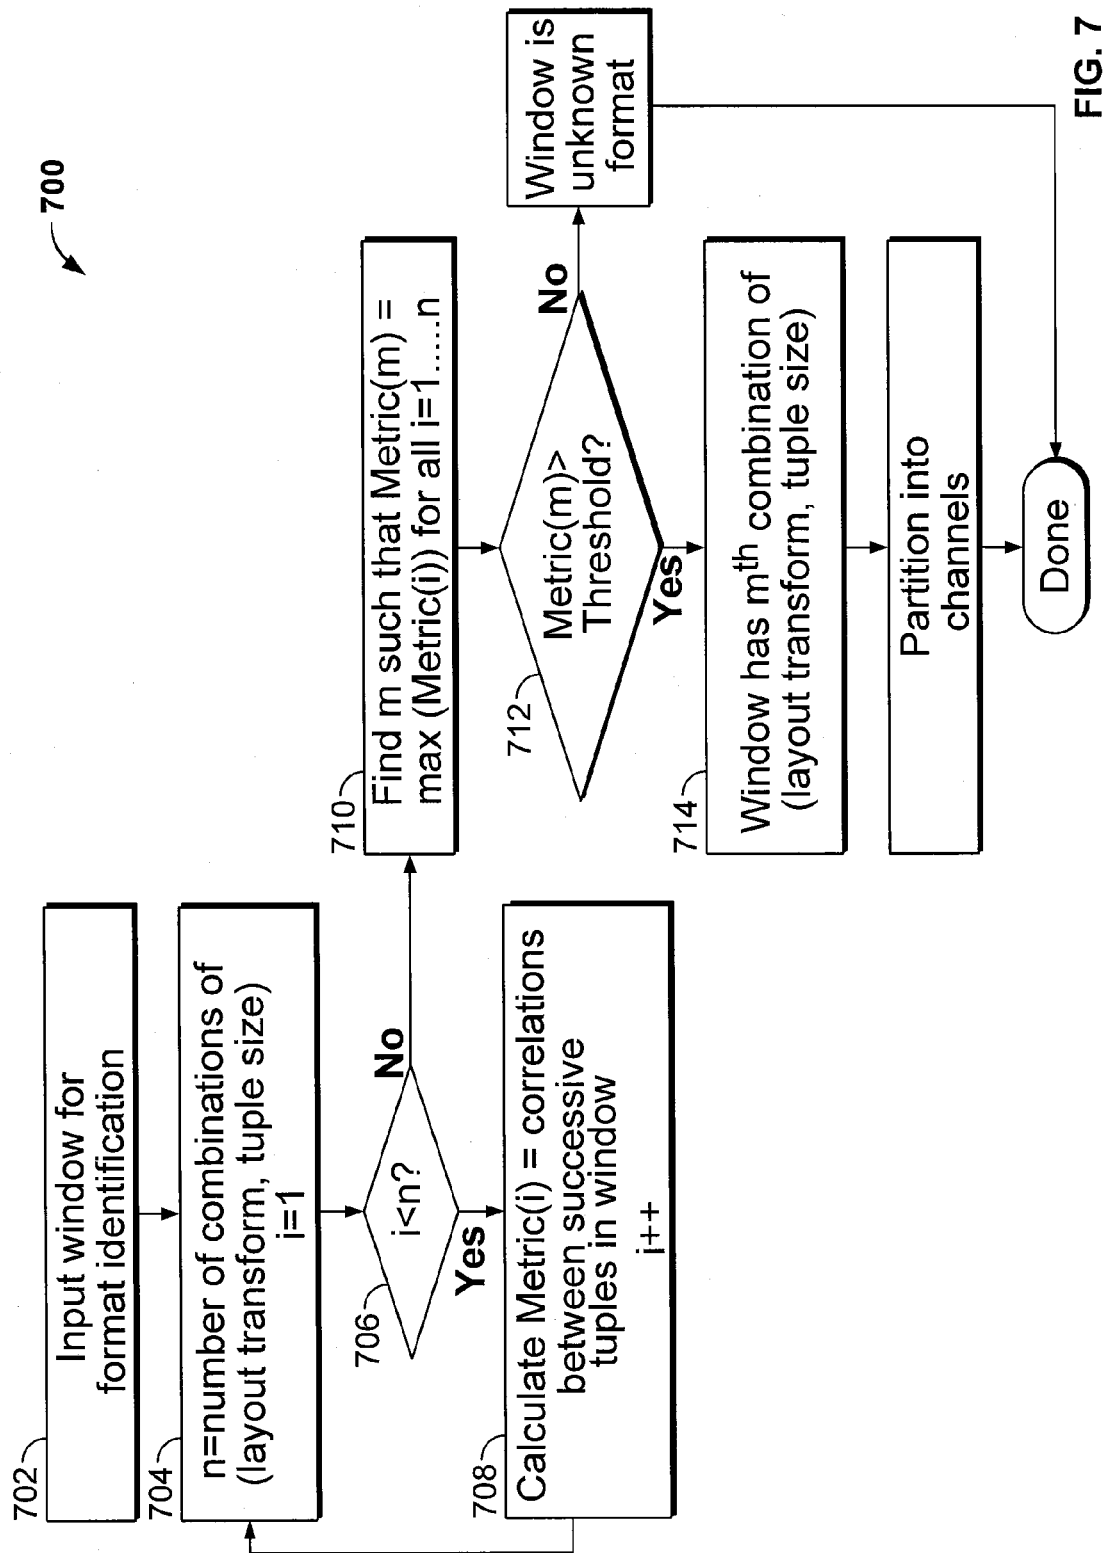 700
702
Input window for
format identification
704
n=number of combinations of
(layout transform, tuple size)
i=1
706
i<n?
No
Yes
708
Calculate Metric(i) = correlations
between successive
tuples in window
i++
710
Find m such that Metric(m) =
max (Metric(i)) for all i=1.....n
712
Metric(m)>
Threshold?
No
Yes
Window is
unknown
format
714
Window has mth combination of
(layout transform, tuple size)
Partition into
channels
Done
FIG. 7